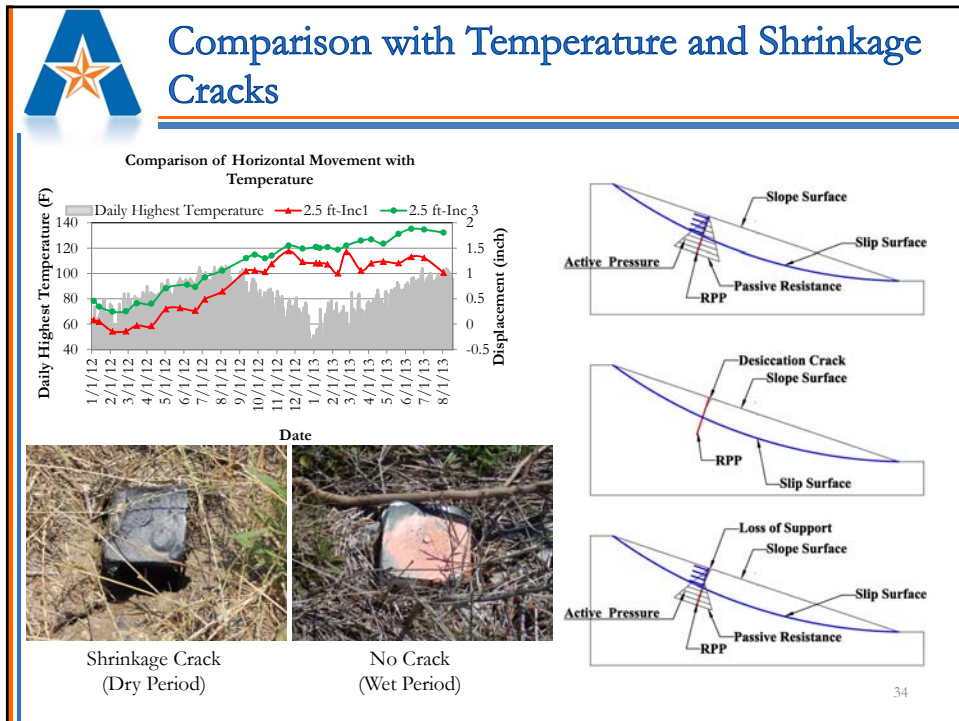 Comparison with Temperature and Shrinkage
Cracks
Comparison of Horizontal Movement with
Temperature
Daily Highest Temperature 2.5 ft-Inc1 2.5 ft-Inc 3
Daily Highest Temperature (F)
140
120
100
80
60
40
2
1.5
1
0.5
0
-0.5
Displacement (inch)
1/1/12
2/1/12
3/1/12
4/1/12
5/1/12
6/1/12
7/1/12
8/1/12
9/1/12
10/1/12
11/1/12
12/1/12
1/1/13
2/1/13
3/1/13
4/1/13
5/1/13
6/1/13
7/1/13
8/1/13
Date
Shrinkage Crack
(Dry Period)
No Crack
(Wet Period)
Slope Surface
Slip Surface
Active Pressure
Passive Resistance
RPP
Desiccation Crack
Slope Surface
RPP
Slip Surface
Loss of Support
Slope Surface
Slip Surface
Active Pressure
Passive Resistance
RPP
34